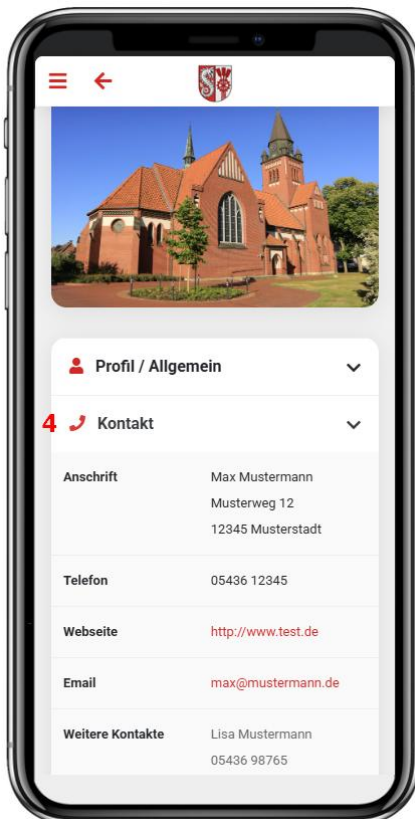 Profil / Allgemein
4 Kontakt
Anschrift Max Mustermann
Musterweg 12
12345 Musterstadt
Telefon 05436 12345
Webseite http://www.test.de
Email max@mustermann.de
Weitere Kontakte Lisa Mustermann
05436 98765